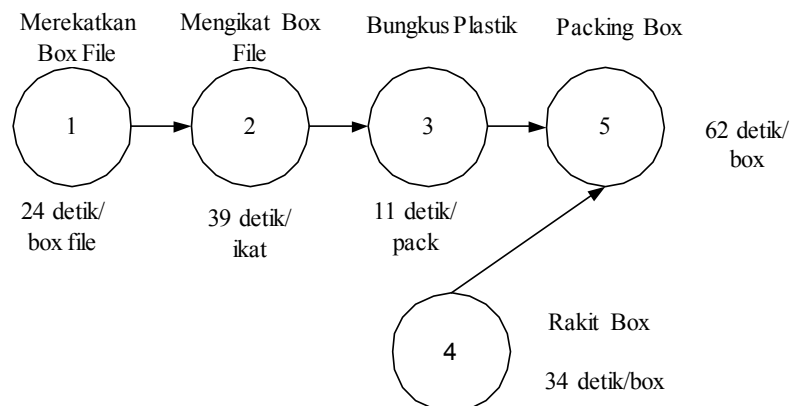 Merekatkan
Box File
Mengikat Box
File
Bungkus Plastik
Packing Box
1
2
3
5
62 detik/
box
24 detik/
box file
39 detik/
ikat
11 detik/
pack
4
Rakit Box
34 detik/box